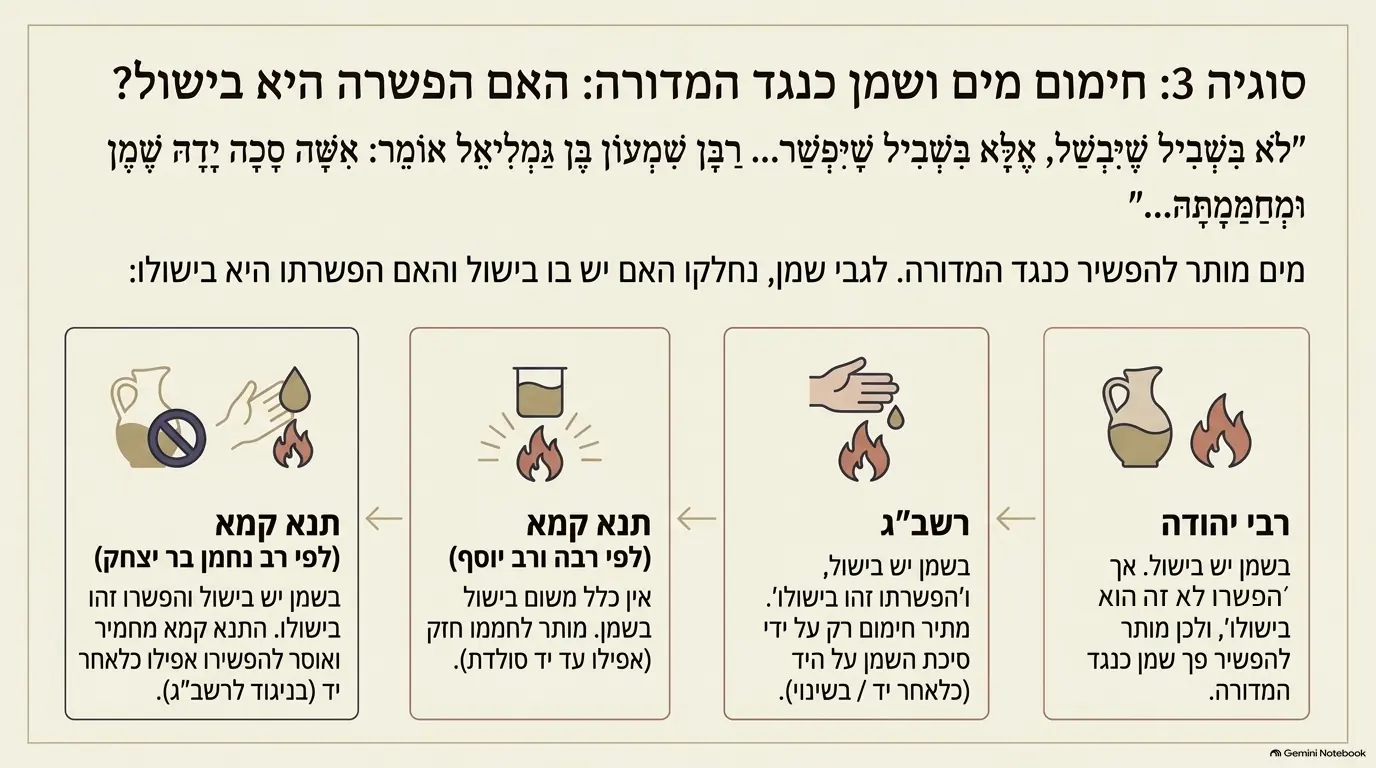 סוגיה 3: חימום מים ושמן כנגד המדורה: האם הפשרה היא בישול?
"לֹא בִּשְׁבִיל שֶׁיִּבְשַׁל, אֶלָּא בִּשְׁבִיל שֶׁיִּפְשַׁר... רַבָּן שִׁמְעוֹן בֶּן גַּמְלִיאֵל אוֹמֵר: אִשָּׁה סָכָה יָדָהּ שֶׁמֶן
וּמְחַמַּמְתָּהּ..."
מים מותר להפשיר כנגד המדורה. לגבי שמן, נחלקו האם יש בו בישול והאם הפשרתו היא בישולו:
רבי יהודה
בשמן יש בישול. אך
'הפשרו לא זה הוא
בישולו', ולכן מותר
להפשיר פך שמן כנגד
המדורה.
רשב"ג
בשמן יש בישול,
ו'הפשרתו זהו בישולו'.
מתיר חימום רק על ידי
סיכת השמן על היד
(כלאחר יד / בשינוי).
תנא קמא
(לפי רבה ורב יוסף)
אין כלל משום בישול
בשמן. מותר לחממו חזק
(אפילו עד יד סולדת).
תנא קמא
(לפי רב נחמן בר יצחק)
בשמן יש בישול והפשרו זהו
בישולו. התנא קמא מחמיר
ואוסר להפשירו אפילו כלאחר
יד (בניגוד לרשב"ג).
Gemini Notebook